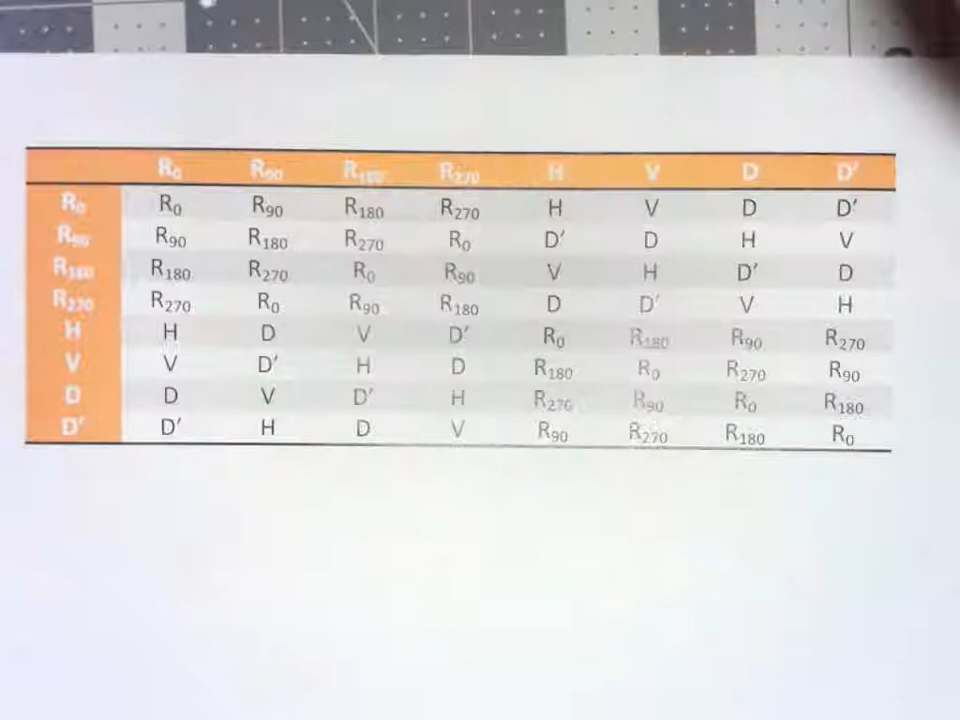 R₀ R₉₀ R₁₈₀ R₂₇₀ H V D D′
R₀ R₀ R₉₀ R₁₈₀ R₂₇₀ H V D D′
R₉₀ R₉₀ R₁₈₀ R₂₇₀ R₀ D′ D H V
R₁₈₀ R₁₈₀ R₂₇₀ R₀ R₉₀ V H D′ D
R₂₇₀ R₂₇₀ R₀ R₉₀ R₁₈₀ D D′ V H
H H D V D′ R₀ R₁₈₀ R₉₀ R₂₇₀
V V D′ H D R₁₈₀ R₀ R₂₇₀ R₉₀
D D V D′ H R₂₇₀ R₉₀ R₀ R₁₈₀
D′ D′ H D V R₉₀ R₂₇₀ R₁₈₀ R₀